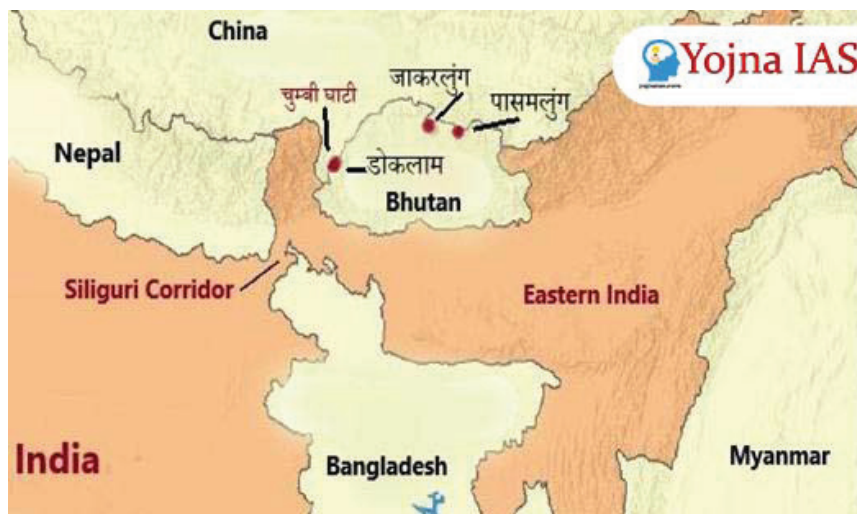 China
Yojna IAS
जाकरलुंग
चुम्बी घाटी
पासमलुंग
Nepal
डोकलाम
Bhutan
Siliguri Corridor
Eastern India
India
Bangladesh
Myanmar